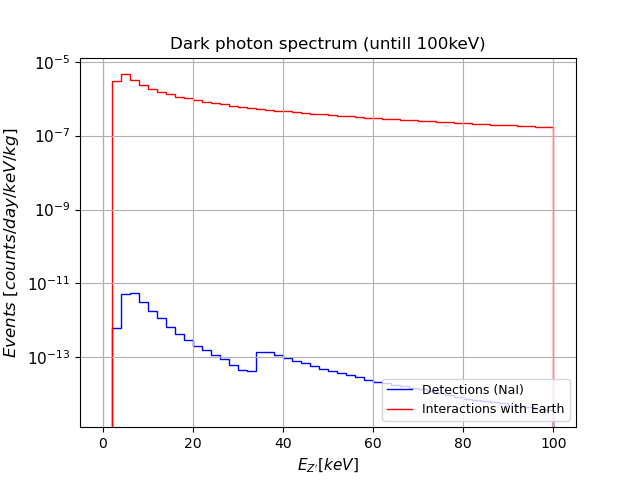 Dark photon spectrum (untill 100keV)
Events [counts/day/keV/kg]
10⁻⁵
10⁻⁷
10⁻⁹
10⁻¹¹
10⁻¹³
0 20 40 60 80 100
E_{Z'}[keV]
Detections (NaI)
Interactions with Earth